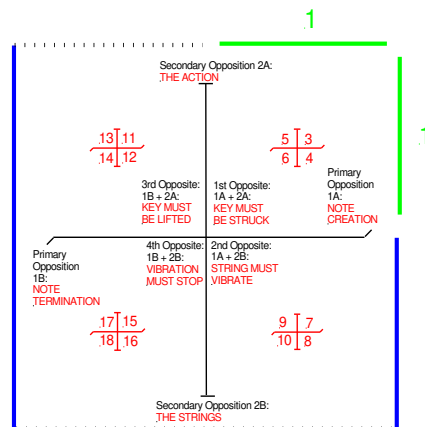 1
Secondary Opposition 2A:
THE ACTION
13 11
14 12
5 3
6 4
1
3rd Opposite:
1B + 2A:
KEY MUST
BE LIFTED
1st Opposite:
1A + 2A:
KEY MUST
BE STRUCK
Primary
Opposition
1A:
NOTE
CREATION
Primary
Opposition
1B:
NOTE
TERMINATION
4th Opposite:
1B + 2B:
VIBRATION
MUST STOP
2nd Opposite:
1A + 2B:
STRING MUST
VIBRATE
17 15
18 16
9 7
10 8
Secondary Opposition 2B:
THE STRINGS